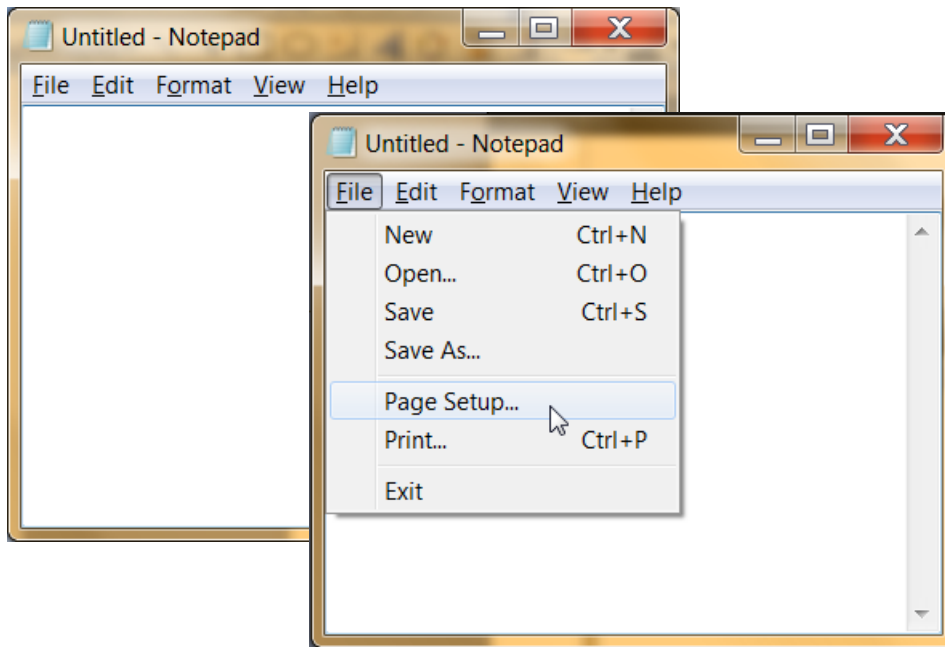 Untitled - Notepad
File Edit Format View Help
Untitled - Notepad
File Edit Format View Help
New Ctrl+N
Open... Ctrl+O
Save Ctrl+S
Save As...
Page Setup...
Print... Ctrl+P
Exit